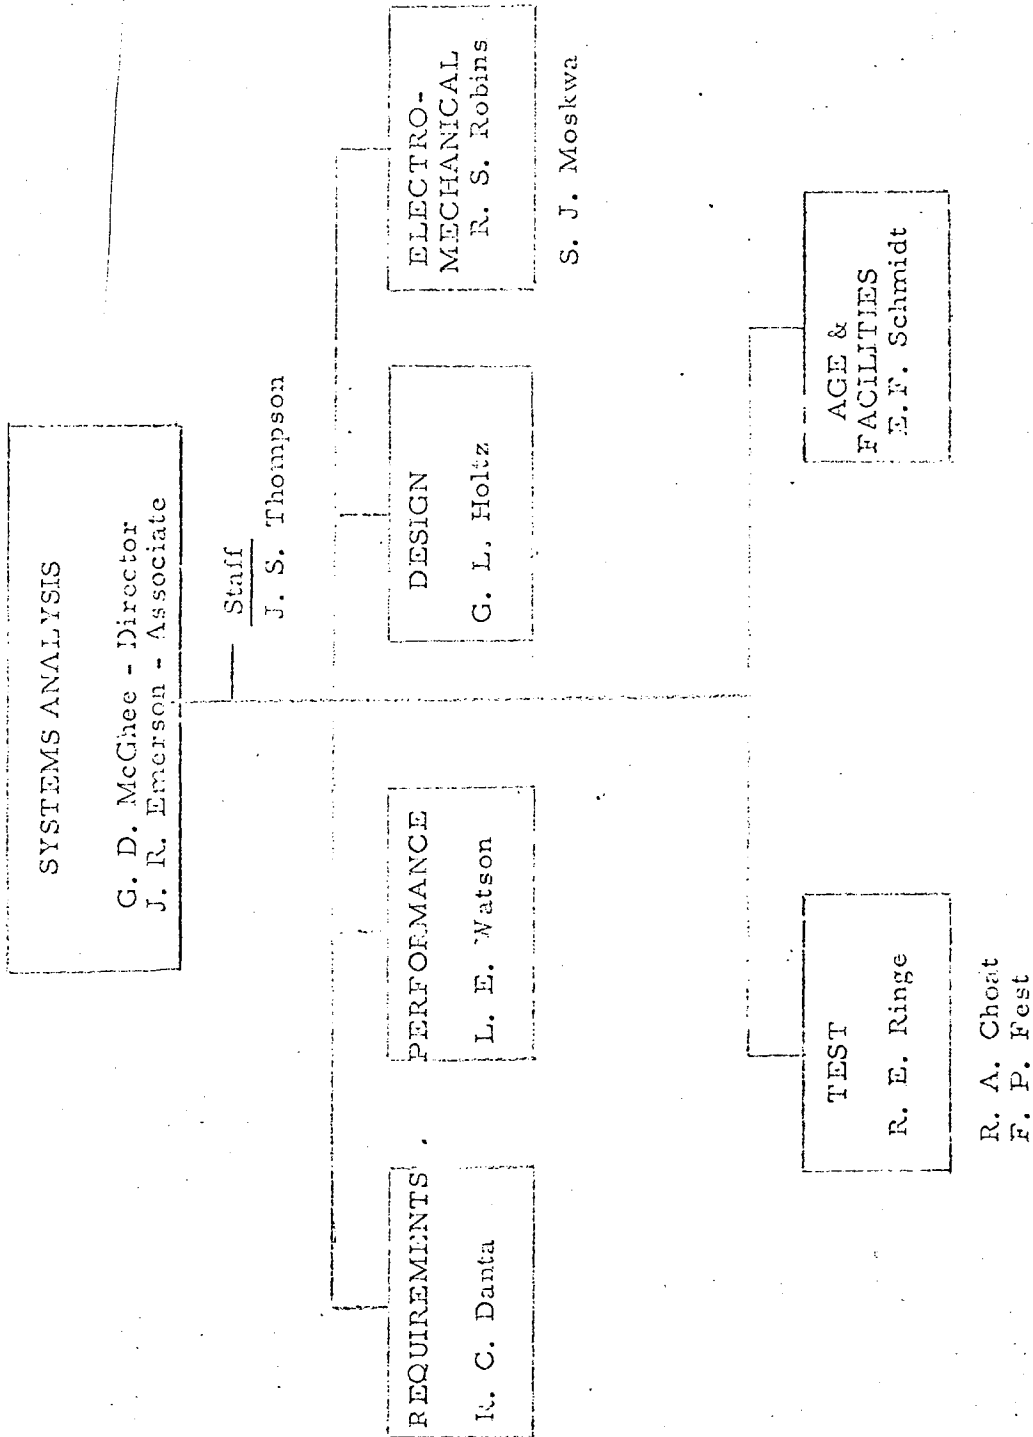 SYSTEMS ANALYSIS
G. D. McGhee - Director
J. R. Emerson - Associate
Staff
J. S. Thompson
REQUIREMENTS
R. C. Danta
PERFORMANCE
L. E. Watson
DESIGN
G. L. Holtz
ELECTRO-
MECHANICAL
R. S. Robins
S. J. Moskwa
TEST
R. E. Ringe
R. A. Choat
F. P. Fest
AGE &
FACILITIES
E.F. Schmidt